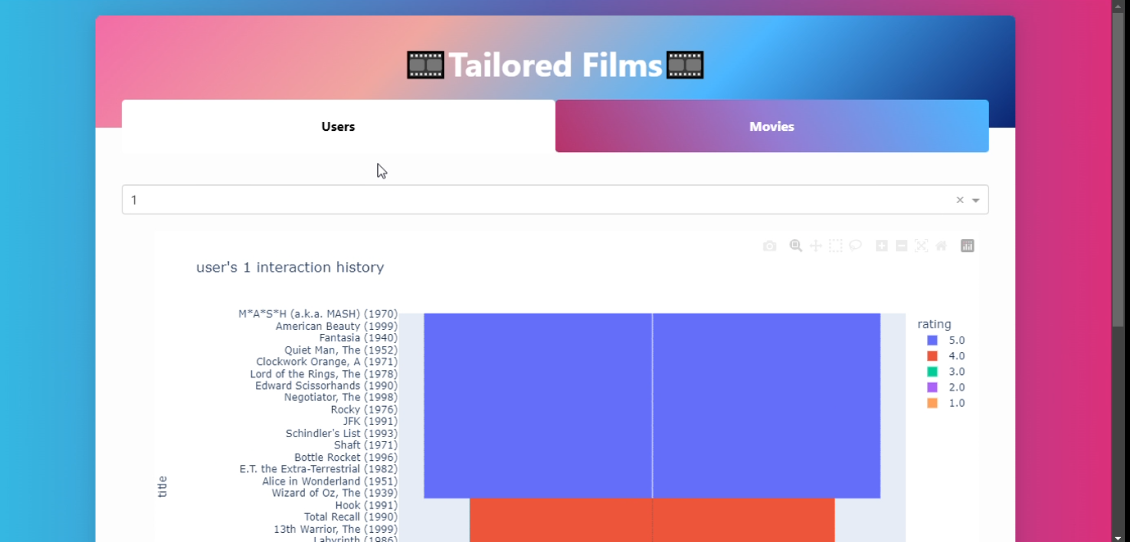 Tailored Films
Users
Movies
1
user's 1 interaction history
M*A*S*H (a.k.a. MASH) (1970)
American Beauty (1999)
Fantasia (1940)
Quiet Man, The (1952)
Clockwork Orange, A (1971)
Lord of the Rings, The (1978)
Edward Scissorhands (1990)
Negotiator, The (1998)
Rocky (1976)
JFK (1991)
Schindler's List (1993)
Shaft (1971)
Bottle Rocket (1996)
E.T. the Extra-Terrestrial (1982)
Alice in Wonderland (1951)
Wizard of Oz, The (1939)
Hook (1991)
Total Recall (1990)
13th Warrior, The (1999)
Labyrinth (1986)
title
rating
5.0
4.0
3.0
2.0
1.0